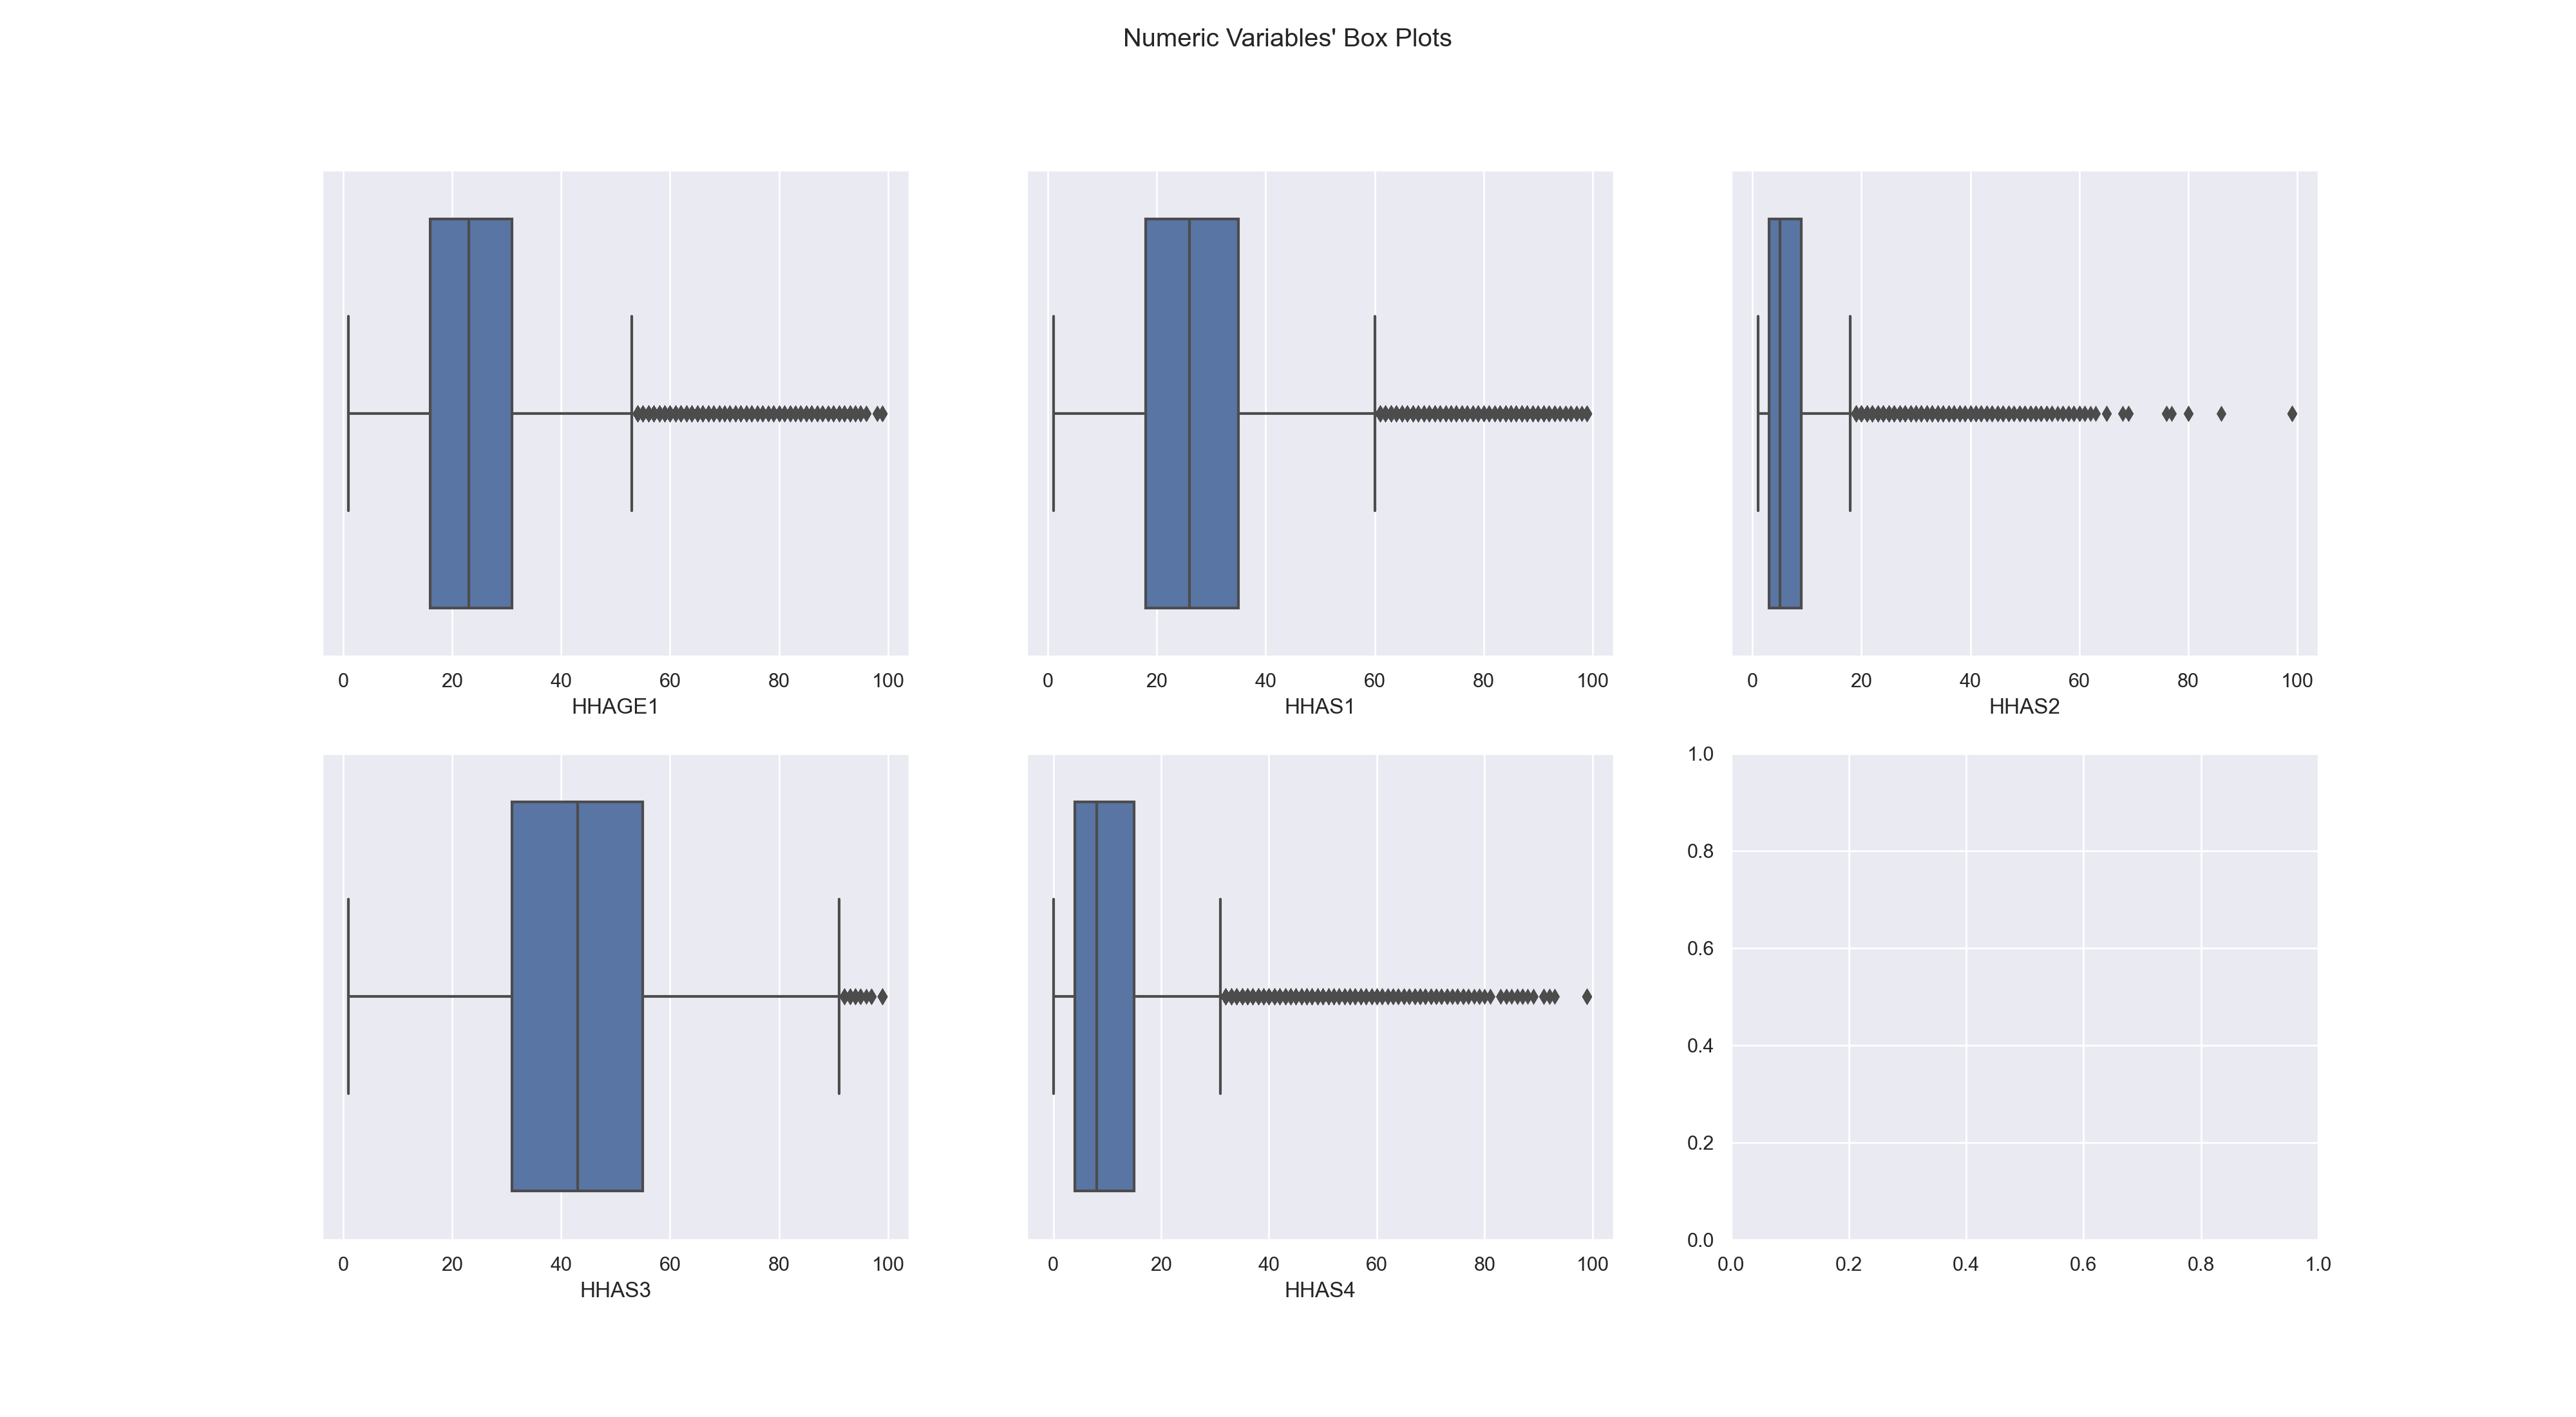 Numeric Variables' Box Plots
0 20 40 60 80 100
HHAGE1
0 20 40 60 80 100
HHAS1
0 20 40 60 80 100
HHAS2
0 20 40 60 80 100
HHAS3
0 20 40 60 80 100
HHAS4
1.0
0.8
0.6
0.4
0.2
0.0
0.0 0.2 0.4 0.6 0.8 1.0